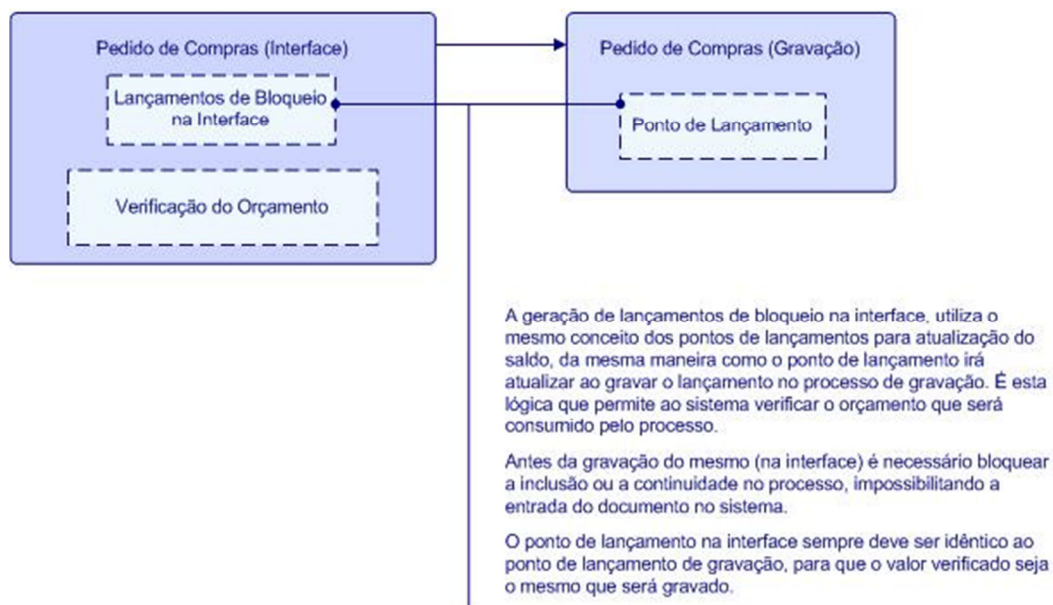 Pedido de Compras (Interface)
Lançamentos de Bloqueio
na Interface
Verificação do Orçamento
Pedido de Compras (Gravação)
Ponto de Lançamento
A geração de lançamentos de bloqueio na interface, utiliza o
mesmo conceito dos pontos de lançamentos para atualização do
saldo, da mesma maneira como o ponto de lançamento irá
atualizar ao gravar o lançamento no processo de gravação. É esta
lógica que permite ao sistema verificar o orçamento que será
consumido pelo processo.
Antes da gravação do mesmo (na interface) é necessário bloquear
a inclusão ou a continuidade no processo, impossibilitando a
entrada do documento no sistema.
O ponto de lançamento na interface sempre deve ser idêntico ao
ponto de lançamento de gravação, para que o valor verificado seja
o mesmo que será gravado.